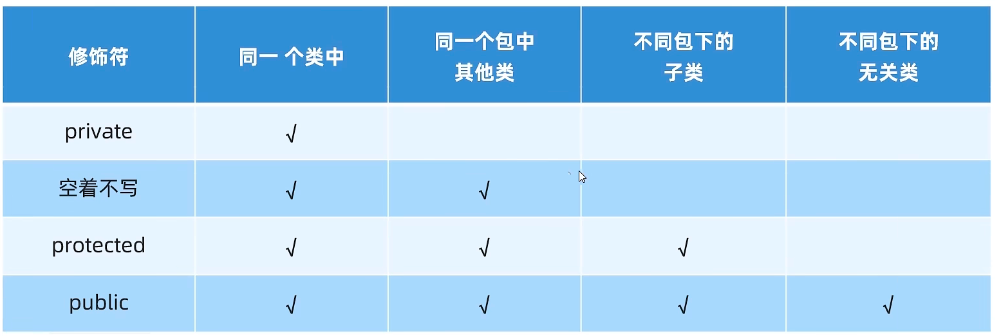 修饰符 同一 个类中 同一个包中 不同包下的 不同包下的
其他类 子类 无关类
private √
空着不写 √ √
protected √ √ √
public √ √ √ √